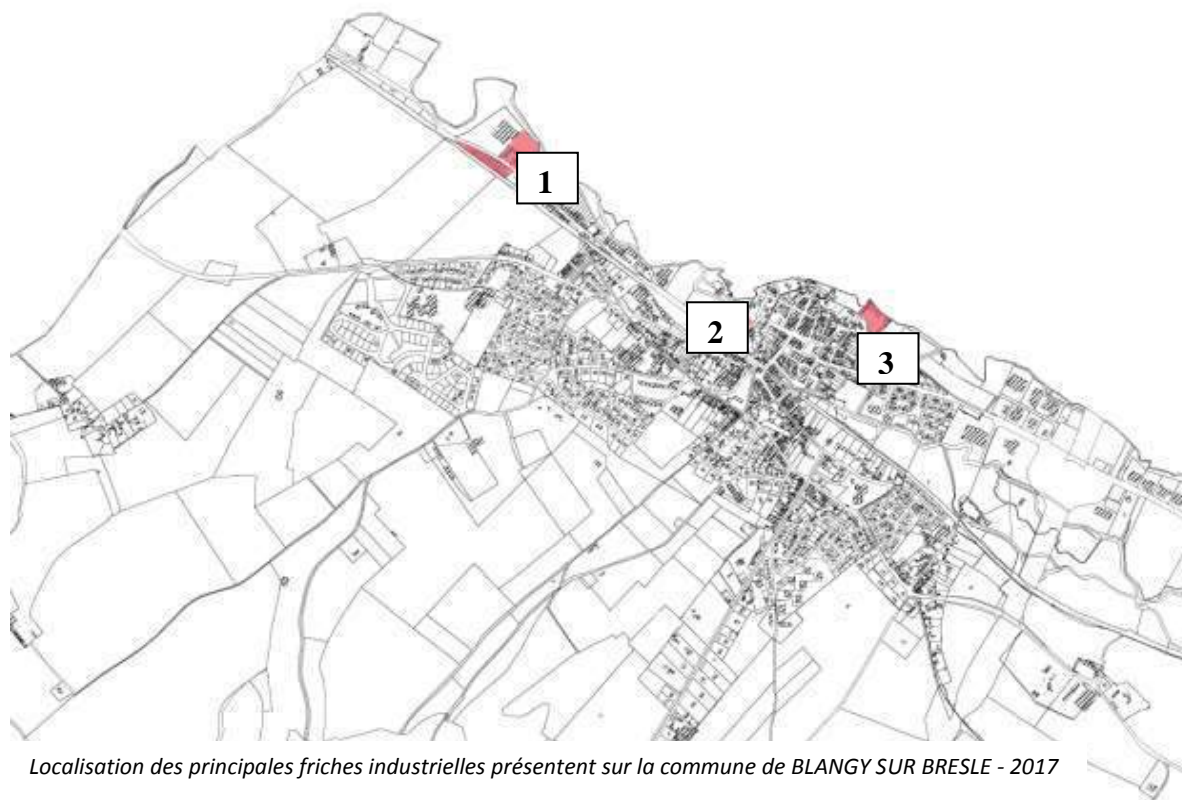 1
2
3
Localisation des principales friches industrielles présentent sur la commune de BLANGY SUR BRESLE - 2017